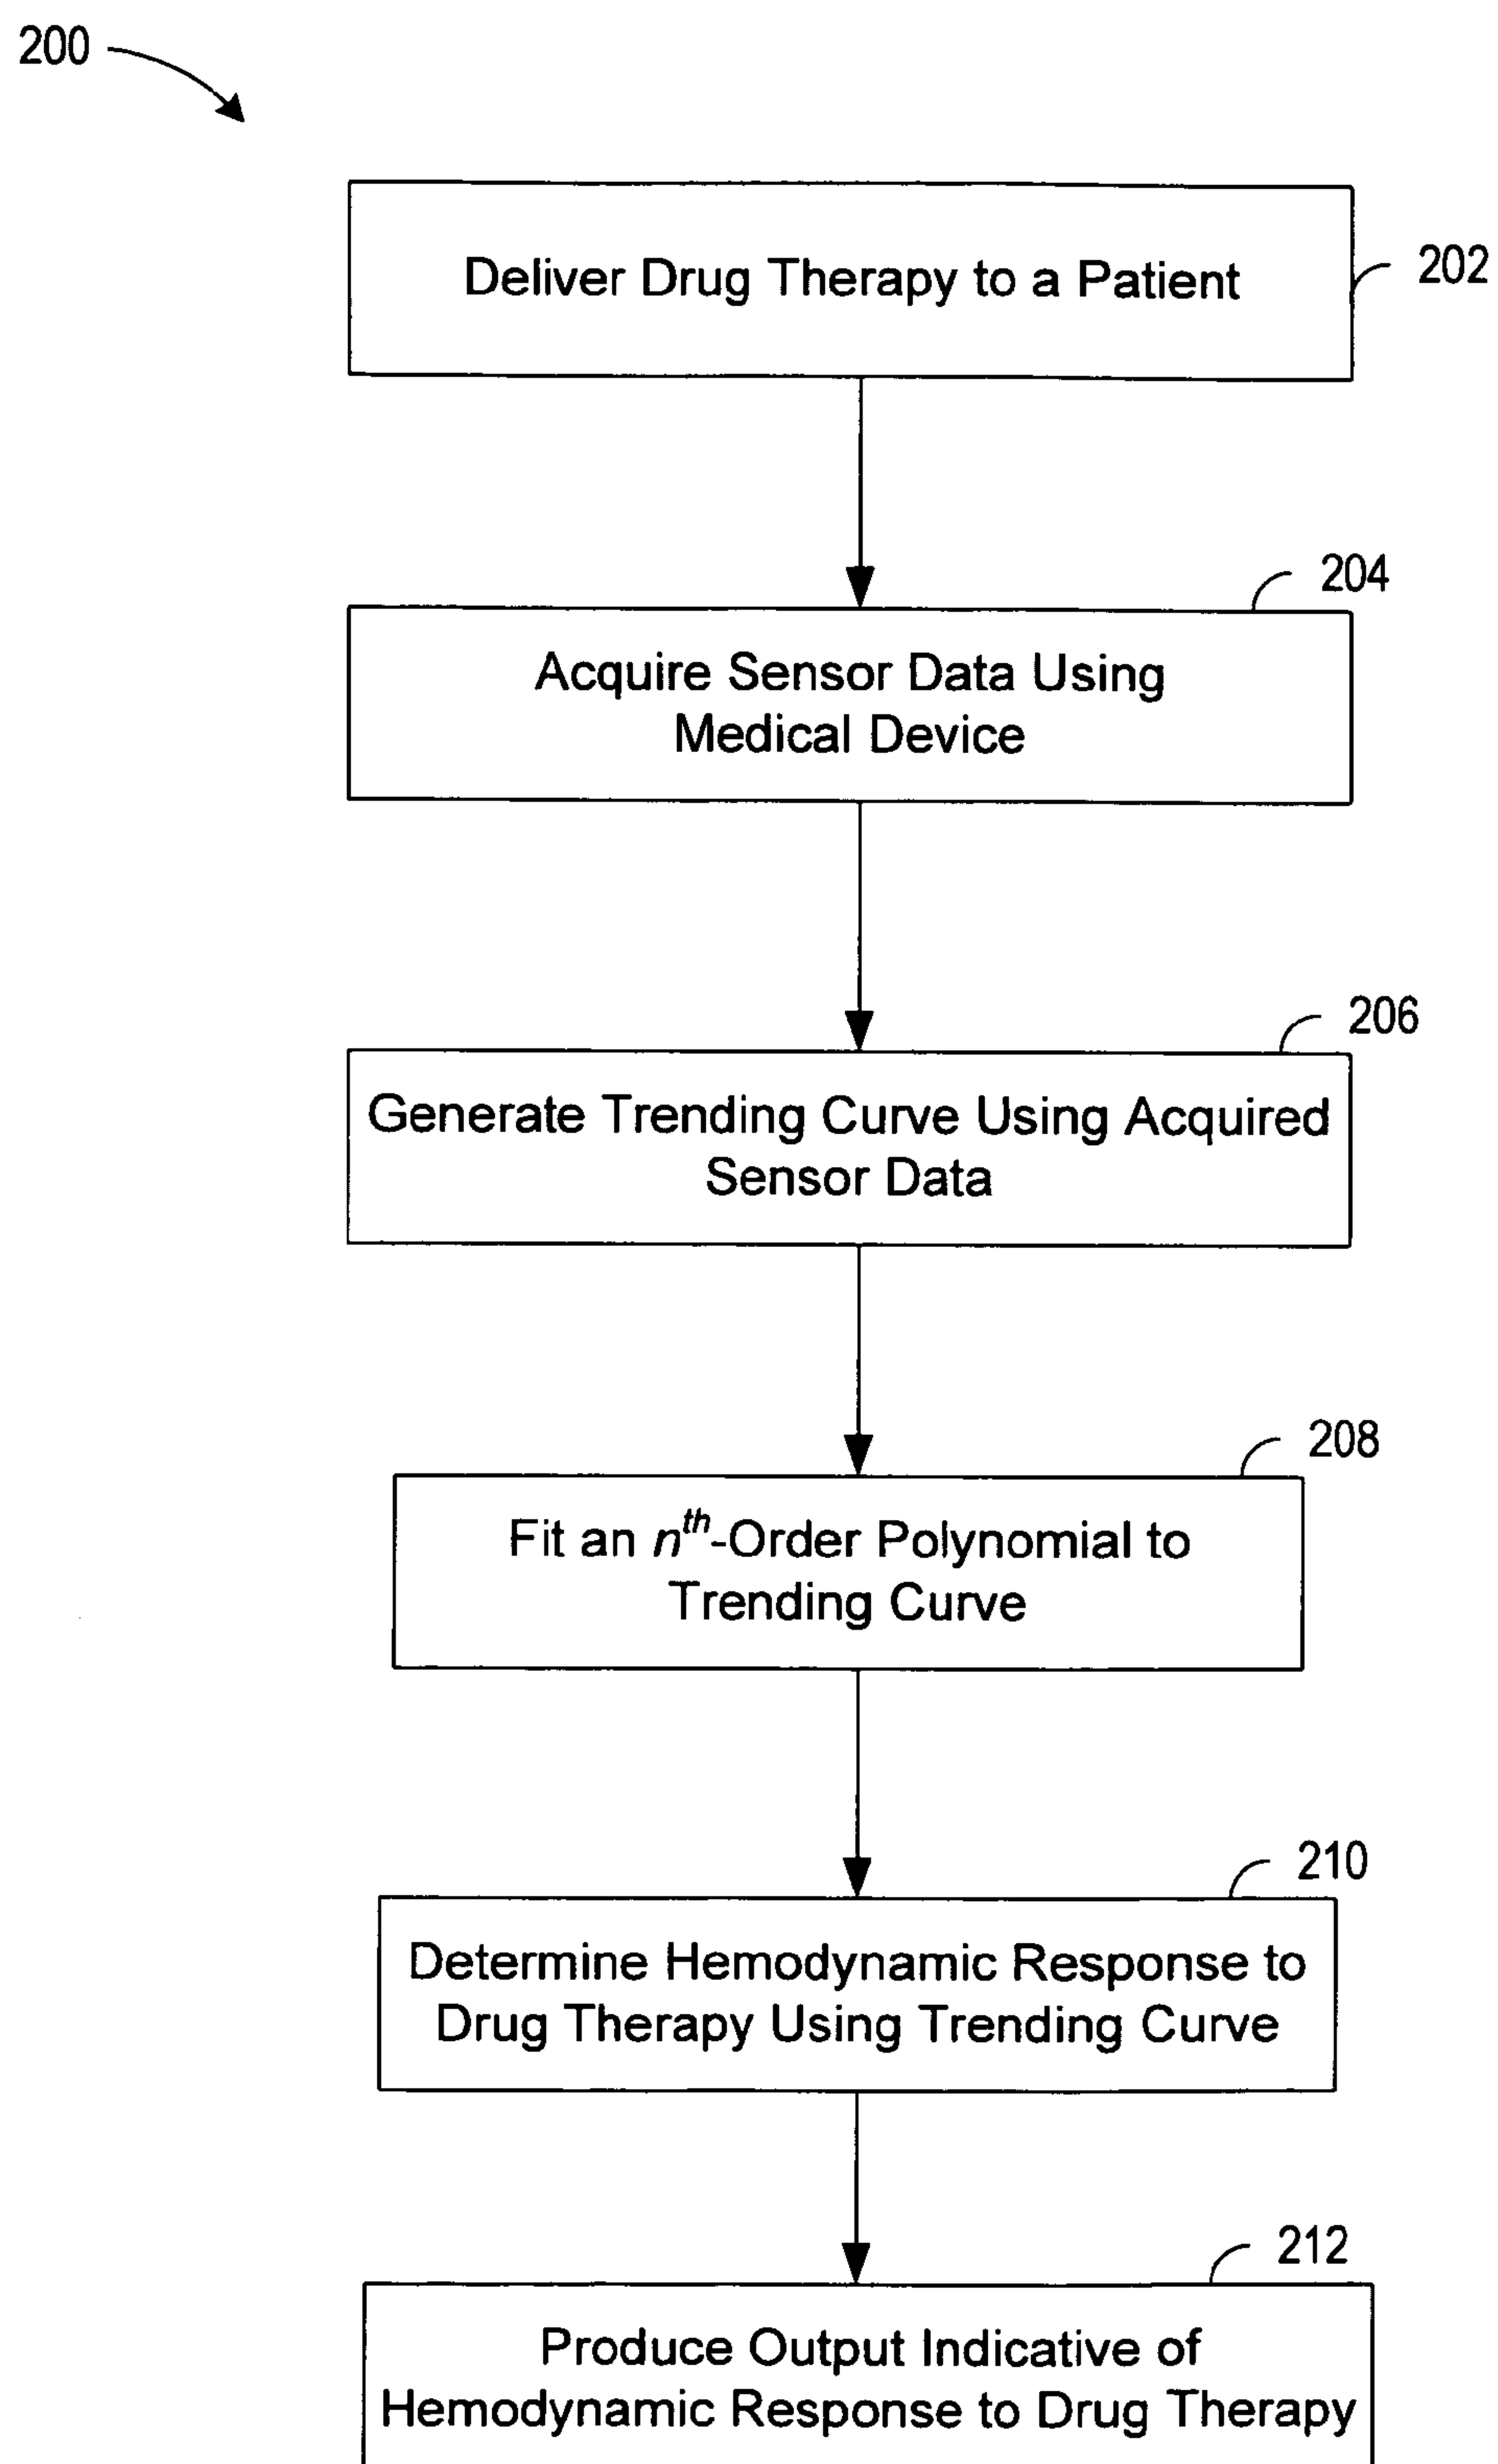 200
Deliver Drug Therapy to a Patient
202
204
Acquire Sensor Data Using
Medical Device
206
Generate Trending Curve Using Acquired
Sensor Data
208
Fit an nth-Order Polynomial to
Trending Curve
210
Determine Hemodynamic Response to
Drug Therapy Using Trending Curve
212
Produce Output Indicative of
Hemodynamic Response to Drug Therapy